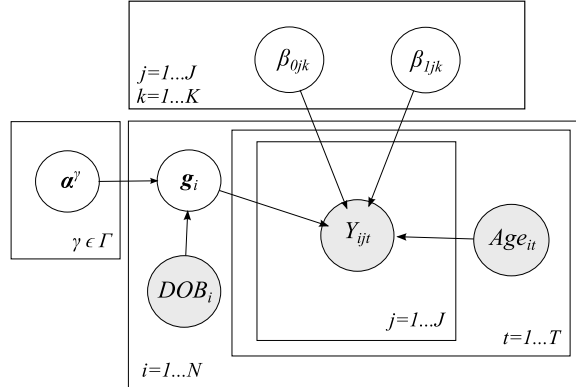 β0jk β1jk
j=1...J
k=1...K
α^γ gi
Yijt Ageit
γ ϵ Γ
DOBi
j=1...J
t=1...T
i=1...N